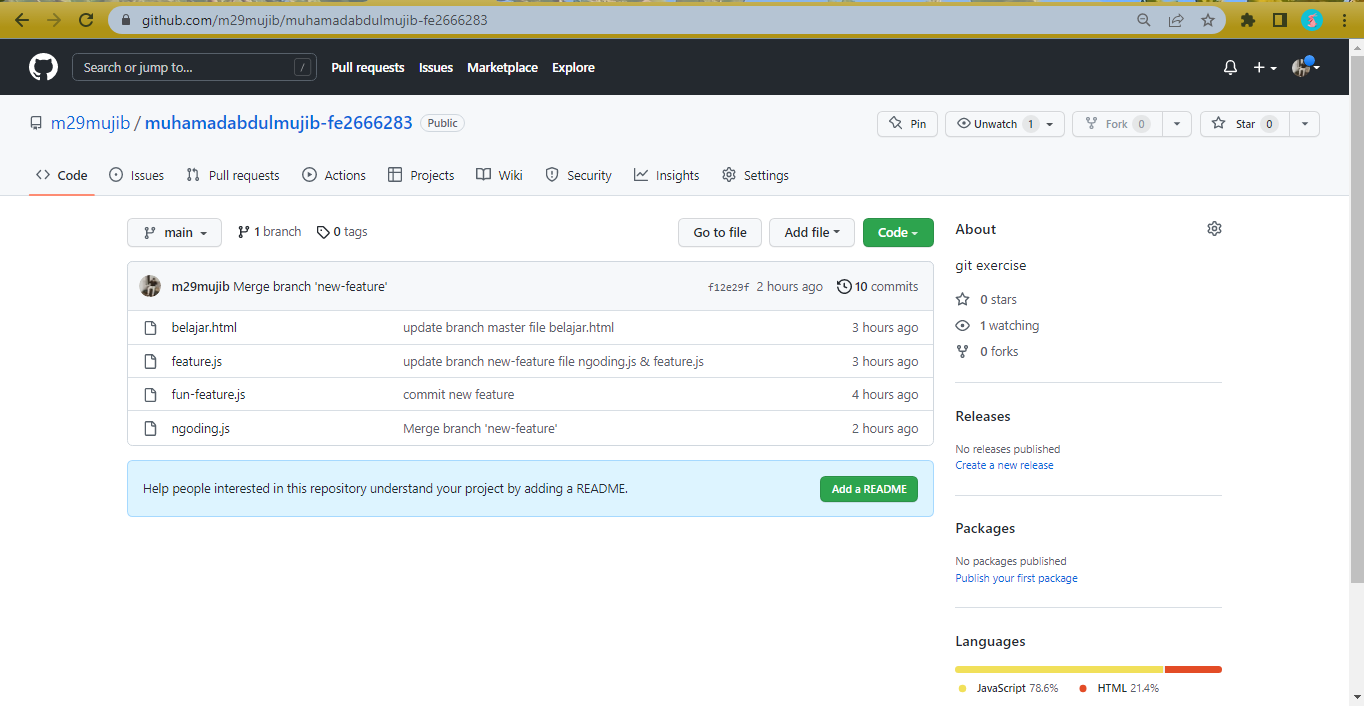 github.com/m29mujib/muhamadabdulmujib-fe2666283
Search or jump to... / Pull requests Issues Marketplace Explore
m29mujib / muhamadabdulmujib-fe2666283 Public Pin Unwatch 1 Fork 0 Star 0
Code Issues Pull requests Actions Projects Wiki Security Insights Settings
main 1 branch 0 tags Go to file Add file Code
m29mujib Merge branch 'new-feature' f12e29f 2 hours ago 10 commits
belajar.html update branch master file belajar.html 3 hours ago
feature.js update branch new-feature file ngoding.js & feature.js 3 hours ago
fun-feature.js commit new feature 4 hours ago
ngoding.js Merge branch 'new-feature' 2 hours ago
Help people interested in this repository understand your project by adding a README. Add a README
About
git exercise
0 stars
1 watching
0 forks
Releases
No releases published
Create a new release
Packages
No packages published
Publish your first package
Languages
JavaScript 78.6% HTML 21.4%